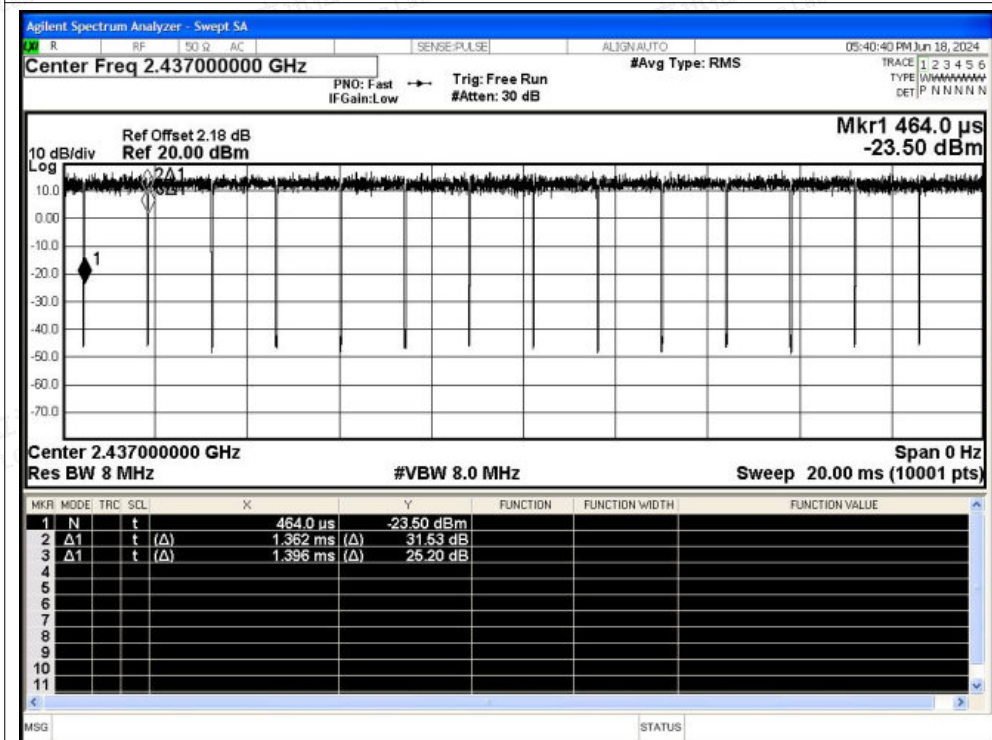 Agilent Spectrum Analyzer - Swept SA
LXI R RF 50 Ω AC SENSE:PULSE ALIGN AUTO 05:40:40 PM Jun 18, 2024
Center Freq 2.437000000 GHz #Avg Type: RMS TRACE 1 2 3 4 5 6
PNO: Fast Trig: Free Run TYPE WWWWWW
IFGain:Low #Atten: 30 dB DET P N N N N N
Mkr1 464.0 µs
Ref Offset 2.18 dB
10 dB/div Ref 20.00 dBm -23.50 dBm
Log
2Δ1
10.0 3Δ1
0.00
-10.0
1
-20.0
-30.0
-40.0
-50.0
-60.0
-70.0
Center 2.437000000 GHz Span 0 Hz
Res BW 8 MHz #VBW 8.0 MHz Sweep 20.00 ms (10001 pts)
MKR MODE TRC SCL X Y FUNCTION FUNCTION WIDTH FUNCTION VALUE
1 N t 464.0 µs -23.50 dBm
2 Δ1 t (Δ) 1.362 ms (Δ) 31.53 dB
3 Δ1 t (Δ) 1.396 ms (Δ) 25.20 dB
4
5
6
7
8
9
10
11
MSG STATUS